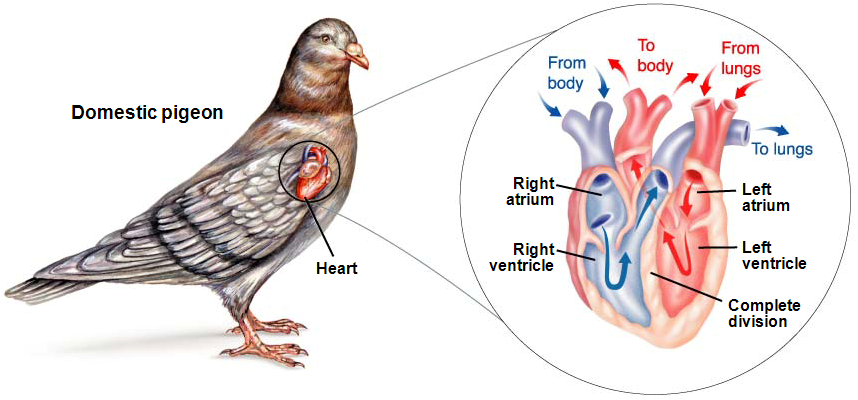 Domestic pigeon
Heart
From
body
To
body
From
lungs
To lungs
Right
atrium
Left
atrium
Right
ventricle
Left
ventricle
Complete
division